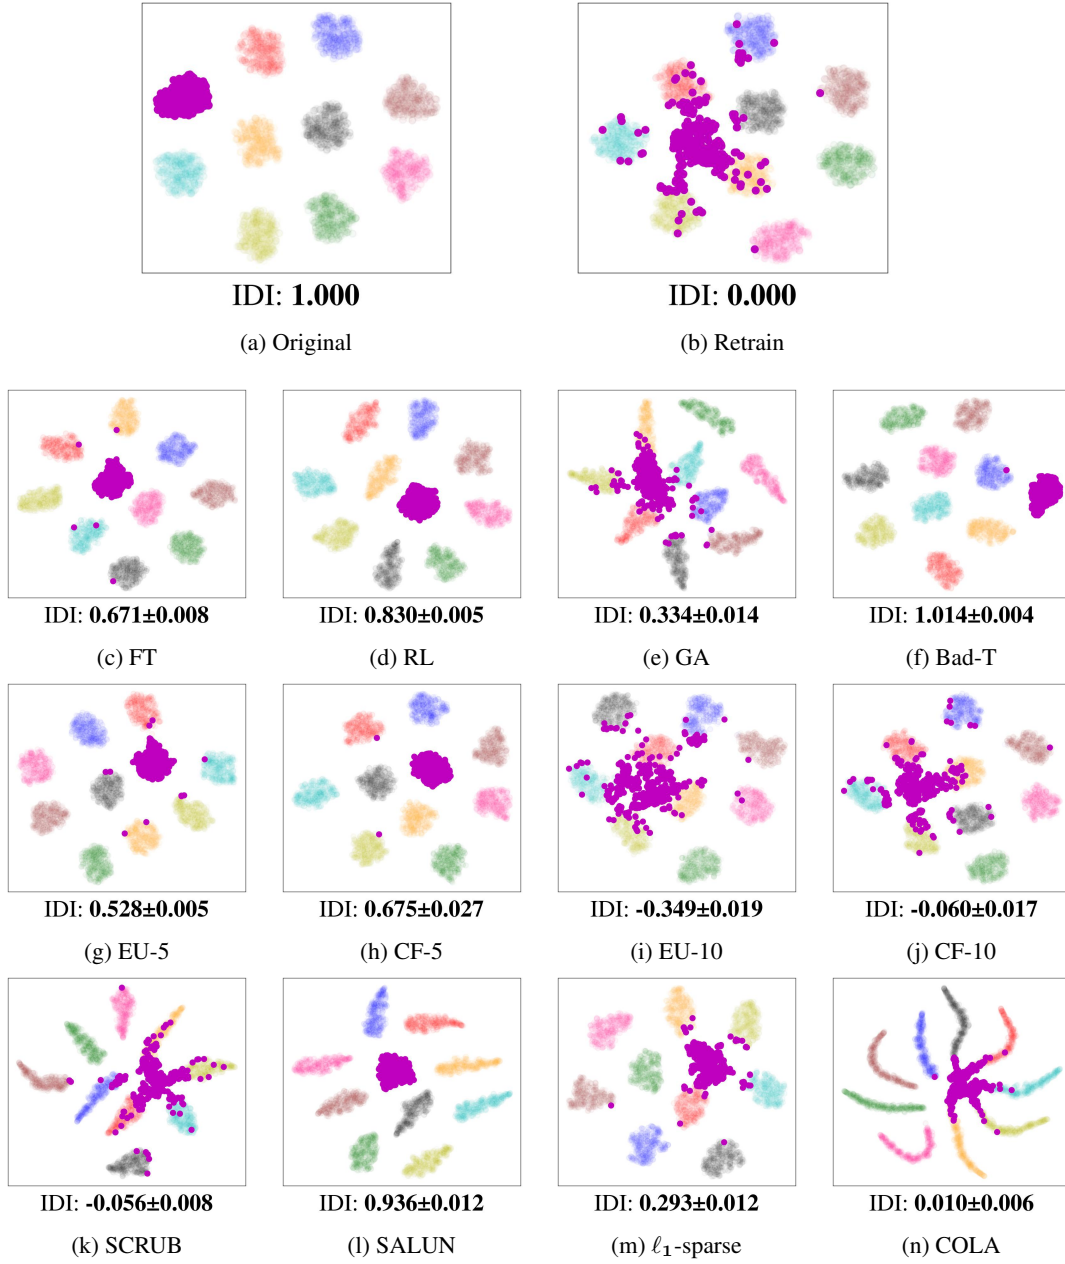 IDI: 1.000
IDI: 0.000
(a) Original
(b) Retrain
IDI: 0.671±0.008
IDI: 0.830±0.005
IDI: 0.334±0.014
IDI: 1.014±0.004
(c) FT
(d) RL
(e) GA
(f) Bad-T
IDI: 0.528±0.005
IDI: 0.675±0.027
IDI: -0.349±0.019
IDI: -0.060±0.017
(g) EU-5
(h) CF-5
(i) EU-10
(j) CF-10
IDI: -0.056±0.008
IDI: 0.936±0.012
IDI: 0.293±0.012
IDI: 0.010±0.006
(k) SCRUB
(l) SALUN
(m) ℓ₁-sparse
(n) COLA